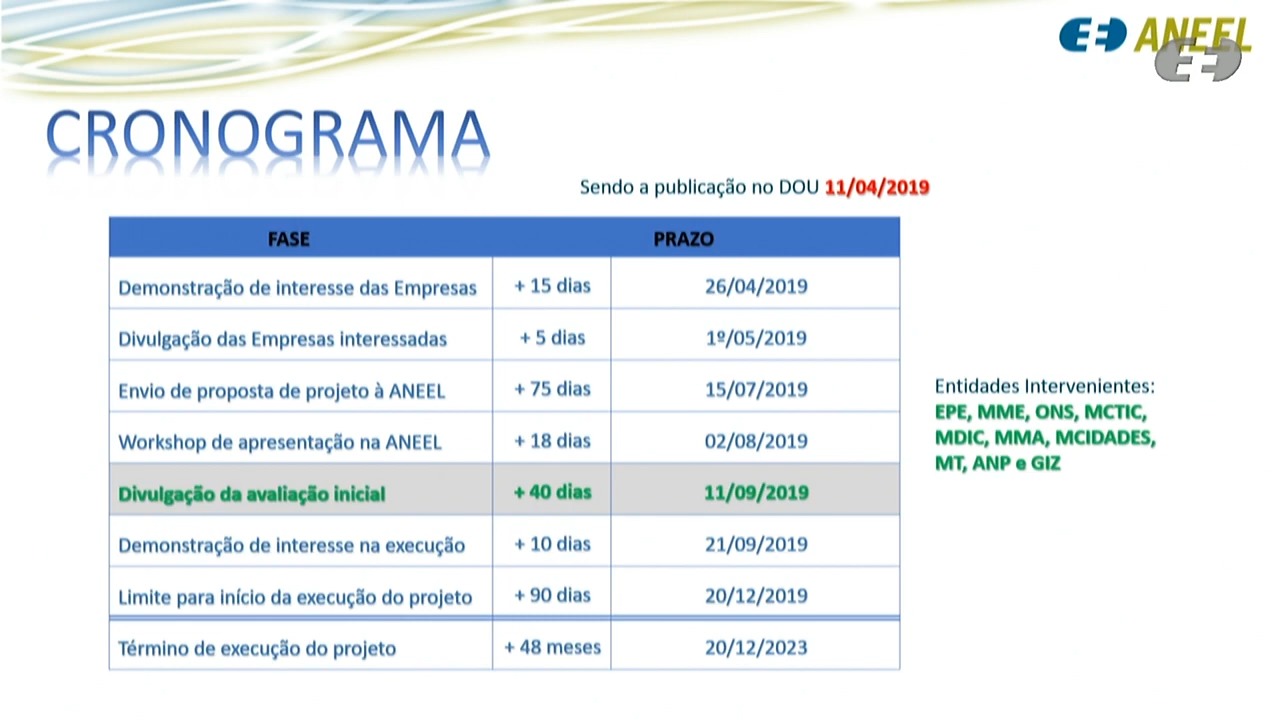 ANEEL
CRONOGRAMA
Sendo a publicação no DOU 11/04/2019
FASE PRAZO
Demonstração de interesse das Empresas + 15 dias 26/04/2019
Divulgação das Empresas interessadas + 5 dias 1º/05/2019
Envio de proposta de projeto à ANEEL + 75 dias 15/07/2019
Workshop de apresentação na ANEEL + 18 dias 02/08/2019
Divulgação da avaliação inicial + 40 dias 11/09/2019
Demonstração de interesse na execução + 10 dias 21/09/2019
Limite para início da execução do projeto + 90 dias 20/12/2019
Término de execução do projeto + 48 meses 20/12/2023
Entidades Intervenientes:
EPE, MME, ONS, MCTIC,
MDIC, MMA, MCIDADES,
MT, ANP e GIZ